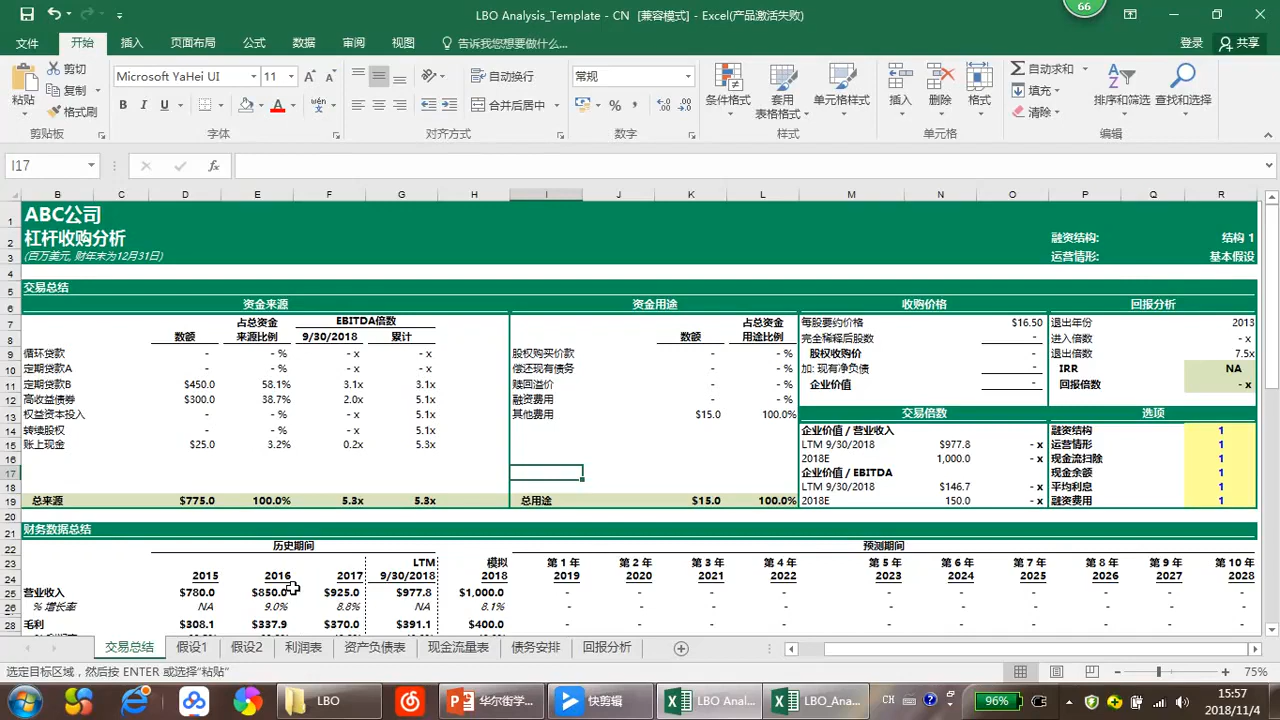 LBO Analysis_Template - CN [兼容模式] - Excel(产品激活失败)
66
文件 开始 插入 页面布局 公式 数据 审阅 视图 告诉我您想要做什么... 登录 共享
粘贴 剪切 复制 格式刷 剪贴板
Microsoft YaHei UI 11 B I U A wén 字体
自动换行 合并后居中 对齐方式
常规 % 数字
条件格式 套用表格格式 单元格样式 样式
插入 删除 格式 单元格
自动求和 填充 清除 排序和筛选 查找和选择 编辑
I17 fx
B C D E F G H I J K L M N O P Q R
1 ABC公司
2 杠杆收购分析 融资结构: 结构 1
3 (百万美元, 财年末为12月31日) 运营情形: 基本假设
4
5 交易总结
6 资金来源 资金用途 收购价格 回报分析
7 占总资金 EBITDA倍数 占总资金 每股要约价格 $16.50 退出年份 2013
8 数额 来源比例 9/30/2018 累计 数额 用途比例 完全稀释后股数 - 进入倍数 - x
9 循环贷款 - - % - x - x 股权购买价款 - - % 股权收购价 - 退出倍数 7.5x
10 定期贷款A - - % - x - x 偿还现有债务 - - % 加: 现有净负债 - IRR NA
11 定期贷款B $450.0 58.1% 3.1x 3.1x 赎回溢价 - - % 企业价值 - 回报倍数 - x
12 高收益债券 $300.0 38.7% 2.0x 5.1x 融资费用 - - %
13 权益资本投入 - - % - x 5.1x 其他费用 $15.0 100.0% 交易倍数 选项
14 转续股权 - - % - x 5.1x 企业价值 / 营业收入 融资结构 1
15 账上现金 $25.0 3.2% 0.2x 5.3x LTM 9/30/2018 $977.8 - x 运营情形 1
16 2018E 1,000.0 - x 现金流扫除 1
17 企业价值 / EBITDA 现金余额 1
18 LTM 9/30/2018 $146.7 - x 平均利息 1
19 总来源 $775.0 100.0% 5.3x 5.3x 总用途 $15.0 100.0% 2018E 150.0 - x 融资费用 1
20
21 财务数据总结
22 历史期间 预测期间
23 LTM 模拟 第 1 年 第 2 年 第 3 年 第 4 年 第 5 年 第 6 年 第 7 年 第 8 年 第 9 年 第 10 年
24 2015 2016 2017 9/30/2018 2018 2019 2020 2021 2022 2023 2024 2025 2026 2027 2028
25 营业收入 $780.0 $850.0 $925.0 $977.8 $1,000.0 - - - - - - - - - -
26 % 增长率 NA 9.0% 8.8% NA 8.1% - - - - - - - - - -
28 毛利 $308.1 $337.9 $370.0 $391.1 $400.0 - - - - - - - - - -
交易总结 假设1 假设2 利润表 资产负债表 现金流量表 债务安排 回报分析
选定目标区域，然后按 ENTER 或选择“粘贴” 75%
LBO 华尔街学... 快剪辑 LBO Anal... LBO_Ana... CH 96% 15:57
2018/11/4